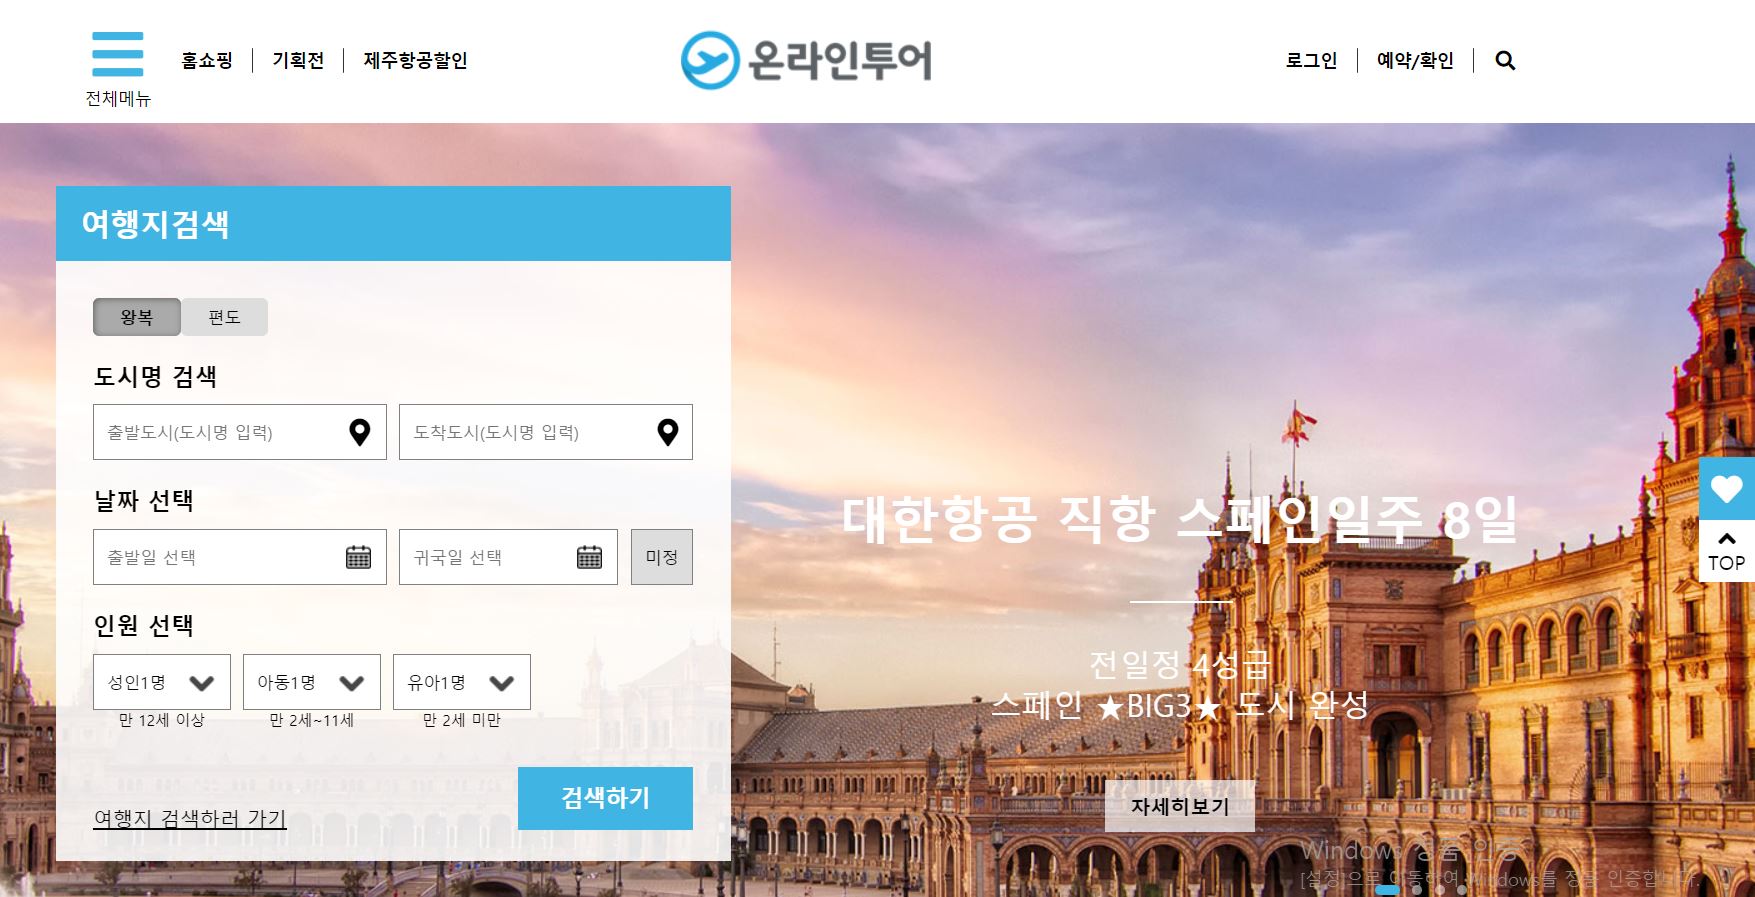 홈쇼핑
기획전
제주항공할인
온라인투어
로그인
예약/확인
전체메뉴
여행지검색
왕복
편도
도시명 검색
출발도시(도시명 입력)
도착도시(도시명 입력)
날짜 선택
출발일 선택
귀국일 선택
미정
인원 선택
성인1명
아동1명
유아1명
만 12세 이상
만 2세~11세
만 2세 미만
여행지 검색하러 가기
검색하기
대한항공 직항 스페인일주 8일
전일정 4성급
스페인 ★BIG3★ 도시 완성
자세히보기
TOP
Windows 정품 인증
[설정]으로 이동하여 Windows를 정품 인증합니다.